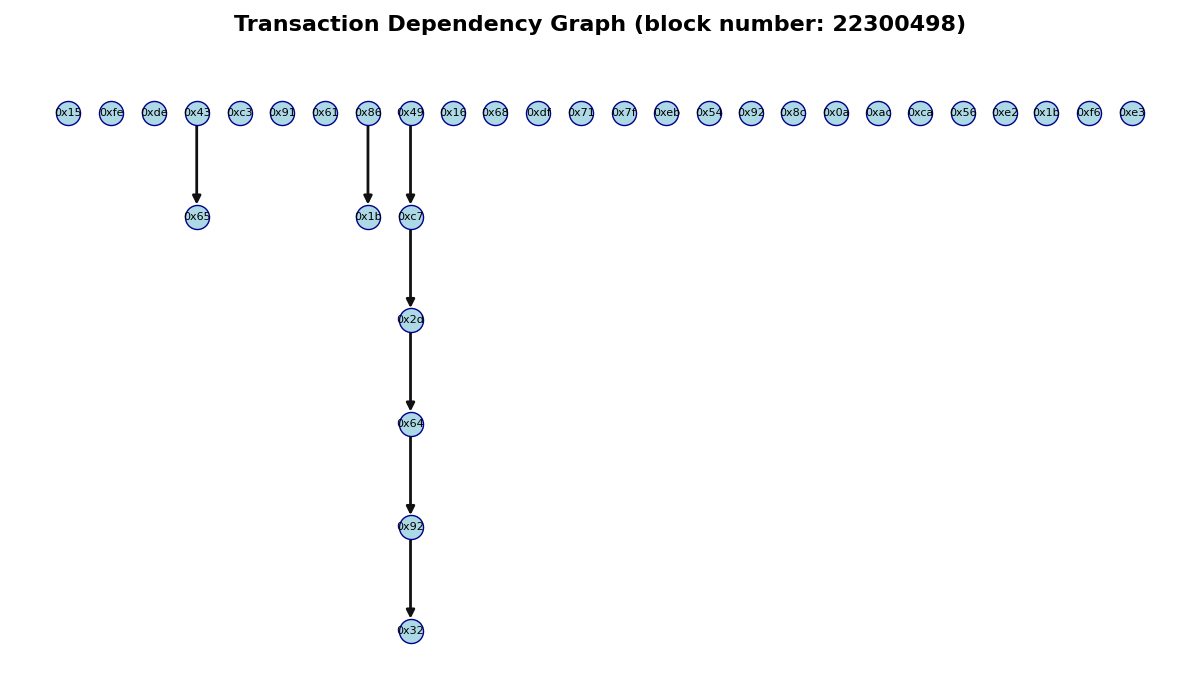 Transaction Dependency Graph (block number: 22300498)
0x15 0xfe 0xde 0x43 0xc3 0x91 0x61 0x86 0x49 0x16 0x68 0xdf 0x71 0x7f 0xeb 0x54 0x92 0x8c 0x0a 0xac 0xca 0x56 0xe2 0x1b 0xf6 0xe3
0x65 0x1b 0xc7
0x64
0x92
0x32